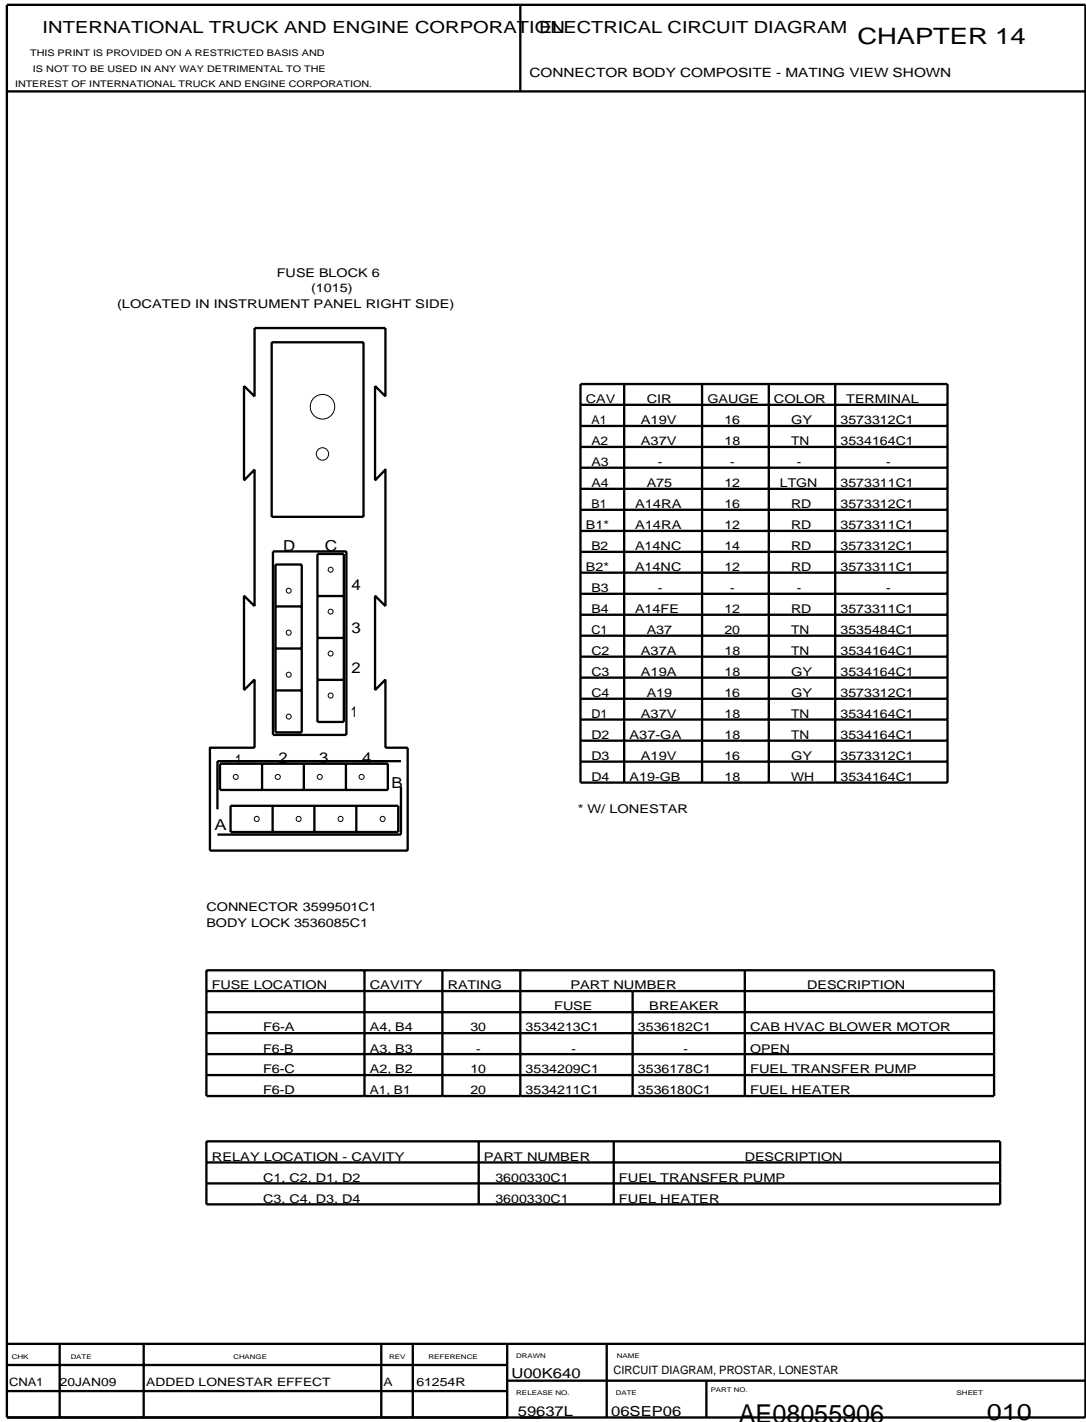 INTERNATIONAL TRUCK AND ENGINE CORPORATION
THIS PRINT IS PROVIDED ON A RESTRICTED BASIS AND
IS NOT TO BE USED IN ANY WAY DETRIMENTAL TO THE
INTEREST OF INTERNATIONAL TRUCK AND ENGINE CORPORATION.
ELECTRICAL CIRCUIT DIAGRAM
CHAPTER 14
CONNECTOR BODY COMPOSITE - MATING VIEW SHOWN
FUSE BLOCK 6
(1015)
(LOCATED IN INSTRUMENT PANEL RIGHT SIDE)
D C
4
3
2
1
1 2 3 4
B
A
CAV CIR GAUGE COLOR TERMINAL
A1 A19V 16 GY 3573312C1
A2 A37V 18 TN 3534164C1
A3 - - - -
A4 A75 12 LTGN 3573311C1
B1 A14RA 16 RD 3573312C1
B1* A14RA 12 RD 3573311C1
B2 A14NC 14 RD 3573312C1
B2* A14NC 12 RD 3573311C1
B3 - - - -
B4 A14FE 12 RD 3573311C1
C1 A37 20 TN 3535484C1
C2 A37A 18 TN 3534164C1
C3 A19A 18 GY 3534164C1
C4 A19 16 GY 3573312C1
D1 A37V 18 TN 3534164C1
D2 A37-GA 18 TN 3534164C1
D3 A19V 16 GY 3573312C1
D4 A19-GB 18 WH 3534164C1
* W/ LONESTAR
CONNECTOR 3599501C1
BODY LOCK 3536085C1
FUSE LOCATION CAVITY RATING PART NUMBER DESCRIPTION
FUSE BREAKER
F6-A A4, B4 30 3534213C1 3536182C1 CAB HVAC BLOWER MOTOR
F6-B A3, B3 - - - OPEN
F6-C A2, B2 10 3534209C1 3536178C1 FUEL TRANSFER PUMP
F6-D A1, B1 20 3534211C1 3536180C1 FUEL HEATER
RELAY LOCATION - CAVITY PART NUMBER DESCRIPTION
C1, C2, D1, D2 3600330C1 FUEL TRANSFER PUMP
C3, C4, D3, D4 3600330C1 FUEL HEATER
CHK DATE CHANGE REV REFERENCE
CNA1 20JAN09 ADDED LONESTAR EFFECT A 61254R
DRAWN
U00K640
NAME
CIRCUIT DIAGRAM, PROSTAR, LONESTAR
RELEASE NO.
59637L
DATE
06SEP06
PART NO.
AE08055906
SHEET
010